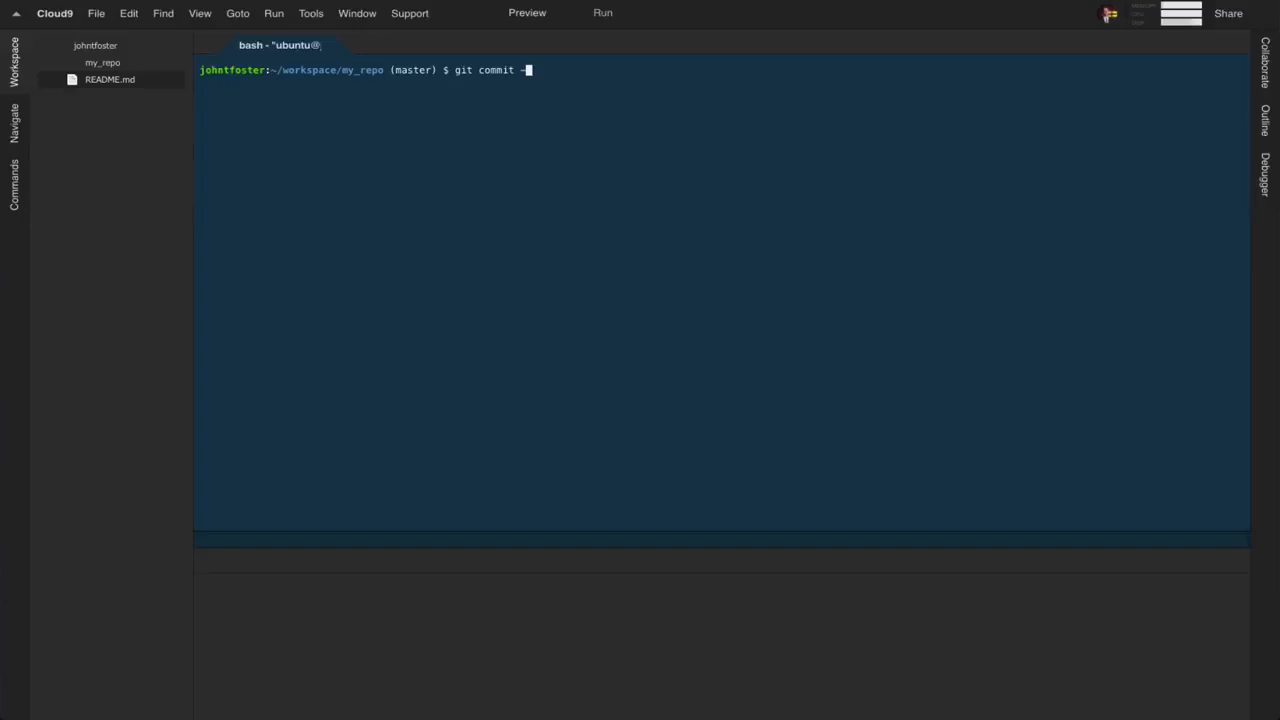 Cloud9 File Edit Find View Goto Run Tools Window Support Preview Run Share
Workspace
Navigate
Commands
johntfoster
my_repo
README.md
bash - "ubuntu@
johntfoster:~/workspace/my_repo (master) $ git commit -
Collaborate
Outline
Debugger